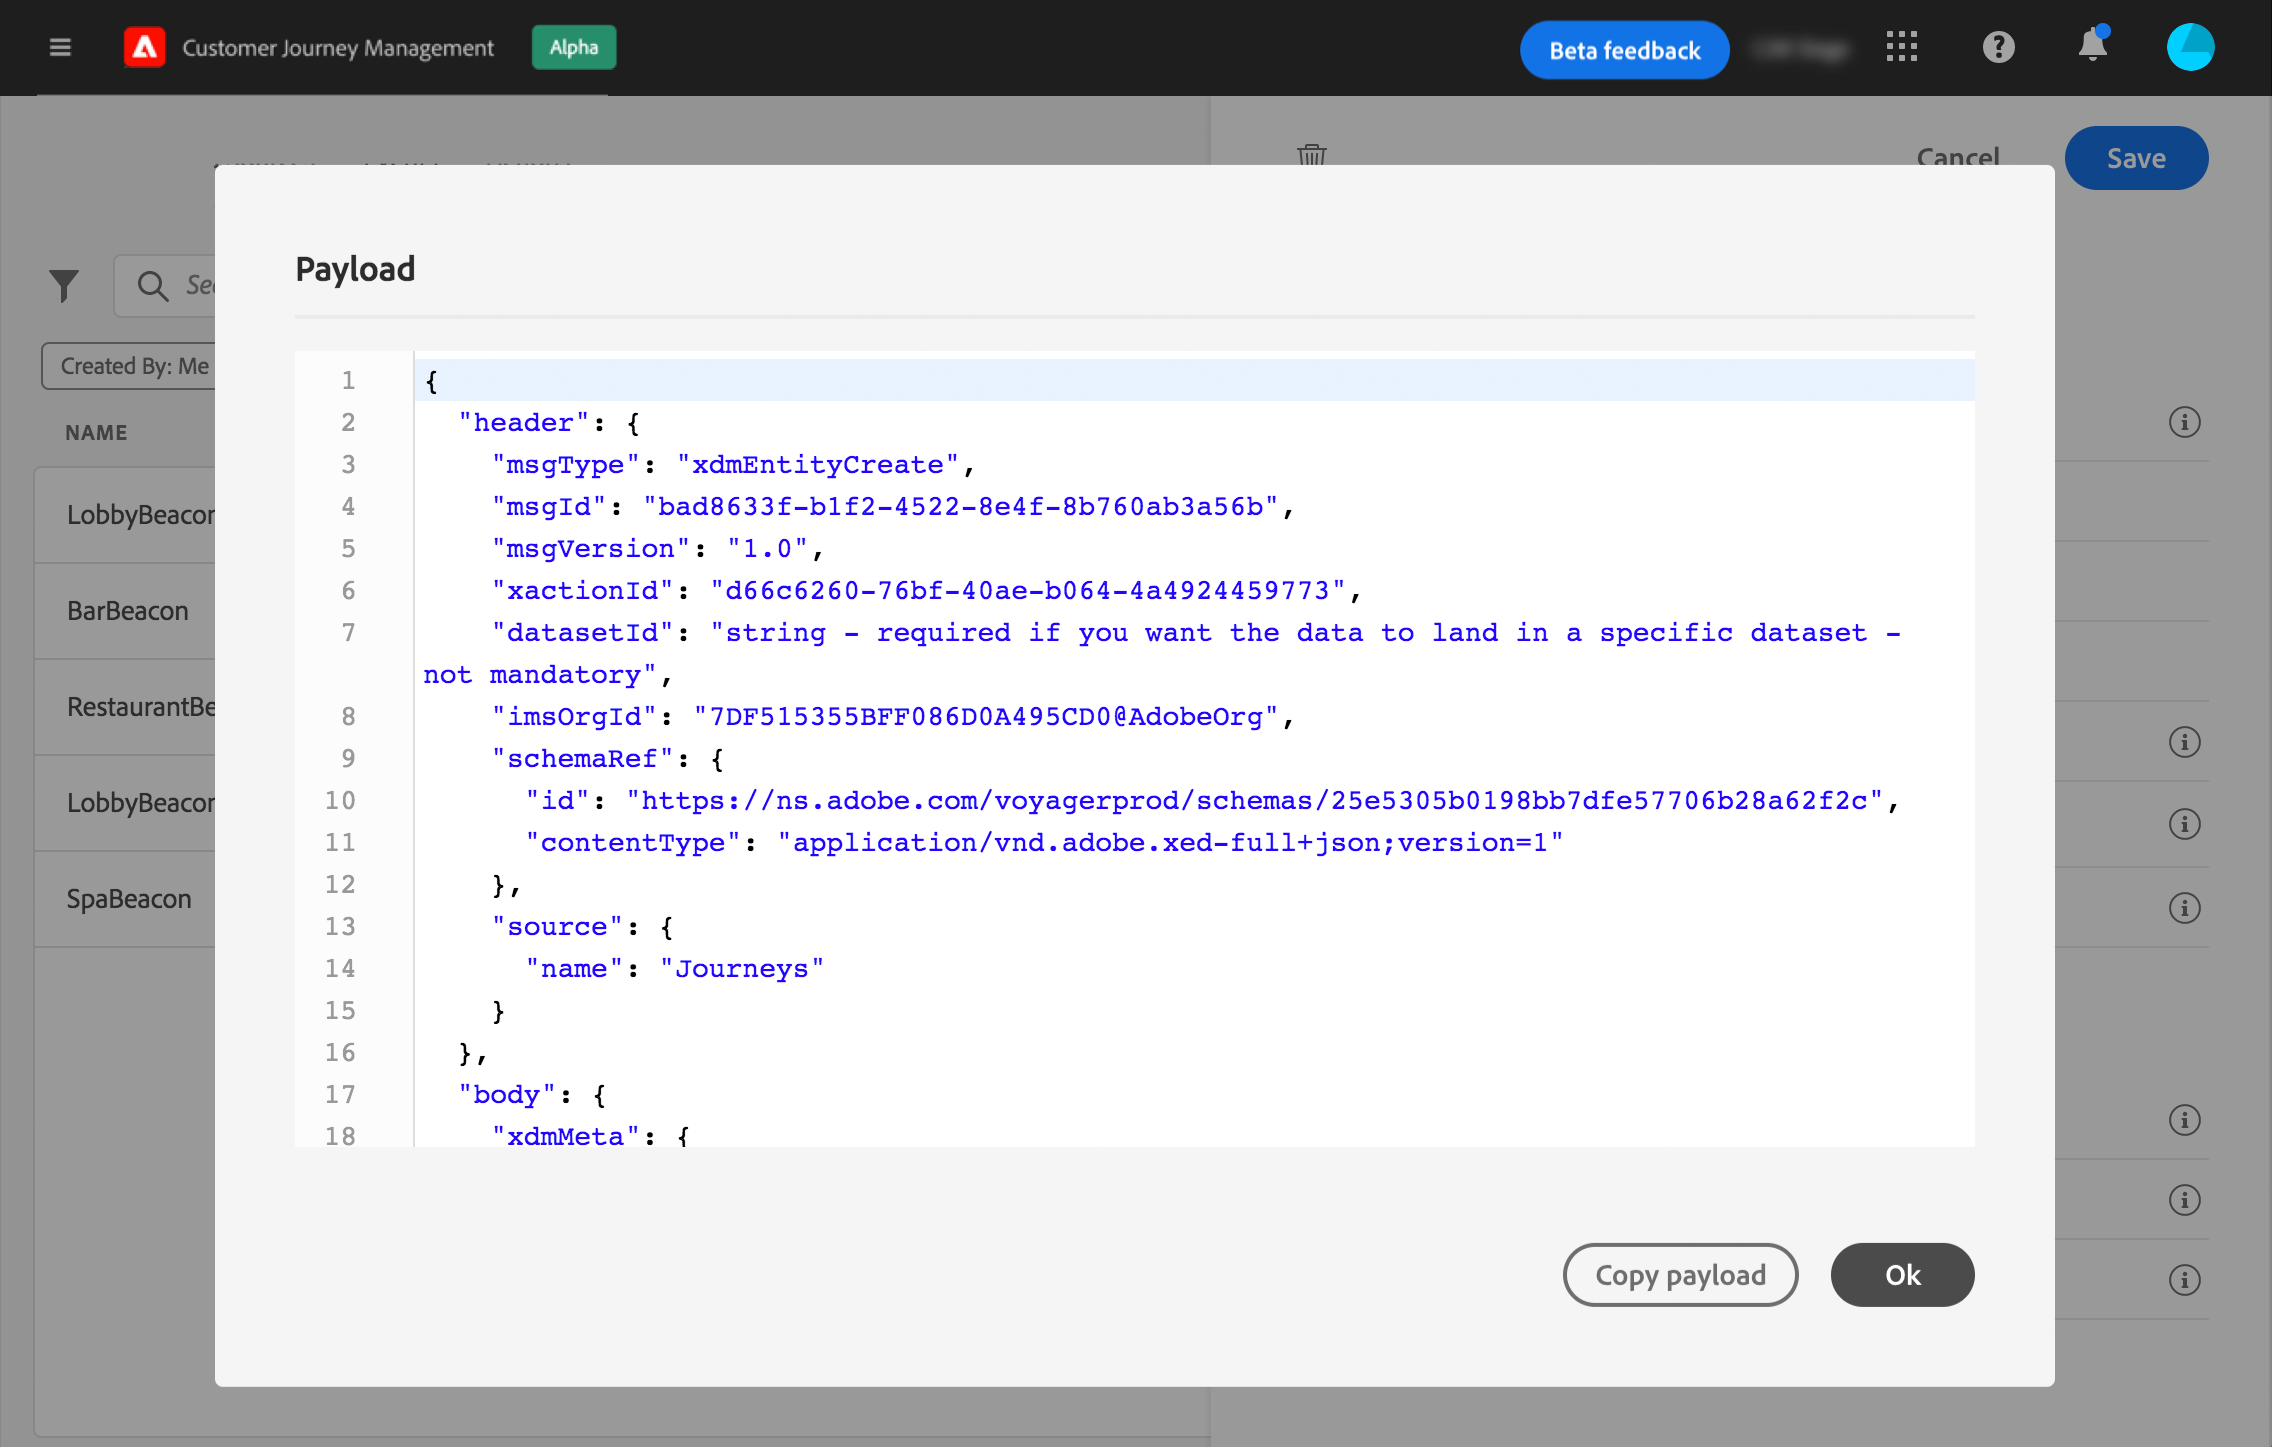 Customer Journey Management
Alpha
Beta feedback
Cancel
Save
Created By: Me
NAME
LobbyBeacon
BarBeacon
RestaurantBe
LobbyBeacon
SpaBeacon
Payload
1 {
2 "header": {
3 "msgType": "xdmEntityCreate",
4 "msgId": "bad8633f-b1f2-4522-8e4f-8b760ab3a56b",
5 "msgVersion": "1.0",
6 "xactionId": "d66c6260-76bf-40ae-b064-4a4924459773",
7 "datasetId": "string - required if you want the data to land in a specific dataset -
not mandatory",
8 "imsOrgId": "7DF515355BFF086D0A495CD0@AdobeOrg",
9 "schemaRef": {
10 "id": "https://ns.adobe.com/voyagerprod/schemas/25e5305b0198bb7dfe57706b28a62f2c",
11 "contentType": "application/vnd.adobe.xed-full+json;version=1"
12 },
13 "source": {
14 "name": "Journeys"
15 }
16 },
17 "body": {
18 "xdmMeta": {
Copy payload
Ok